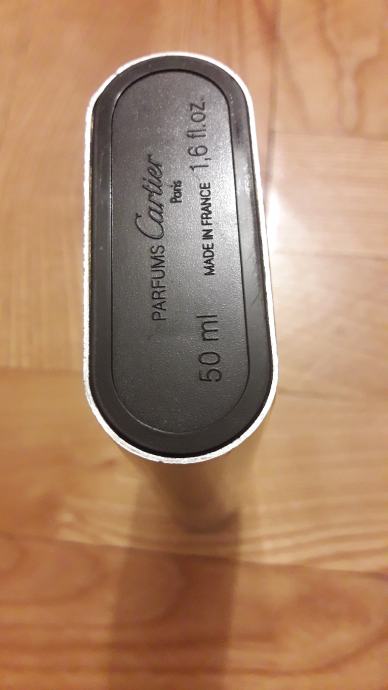 PARFUMS Cartier
Paris
50 ml MADE IN FRANCE 1,6 fl.oz.